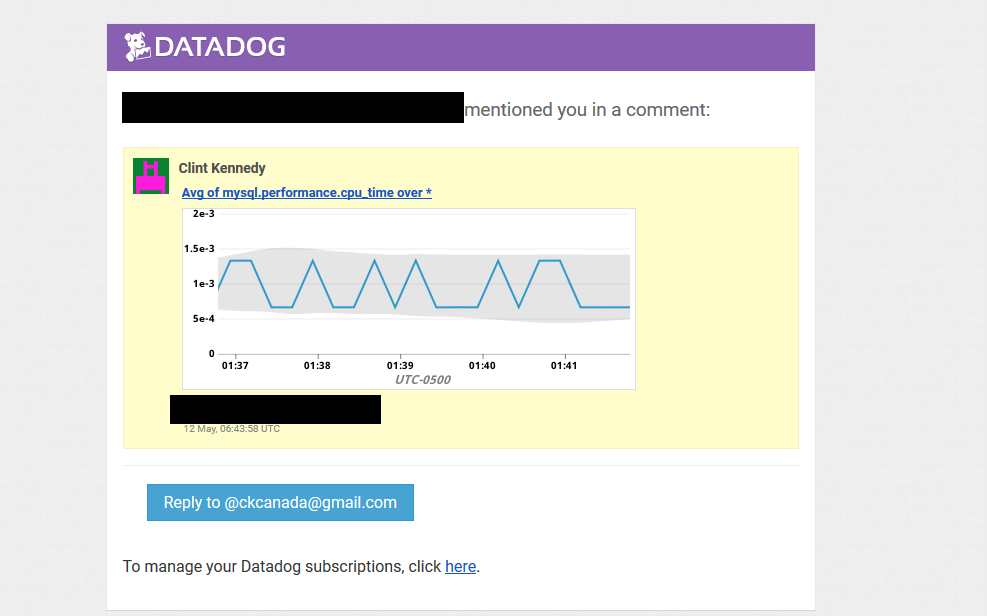 DATADOG
mentioned you in a comment:
Clint Kennedy
Avg of mysql.performance.cpu_time over *
2e-3
1.5e-3
1e-3
5e-4
0
01:37 01:38 01:39 01:40 01:41
UTC-0500
12 May, 06:43:58 UTC
Reply to @ckcanada@gmail.com
To manage your Datadog subscriptions, click here.